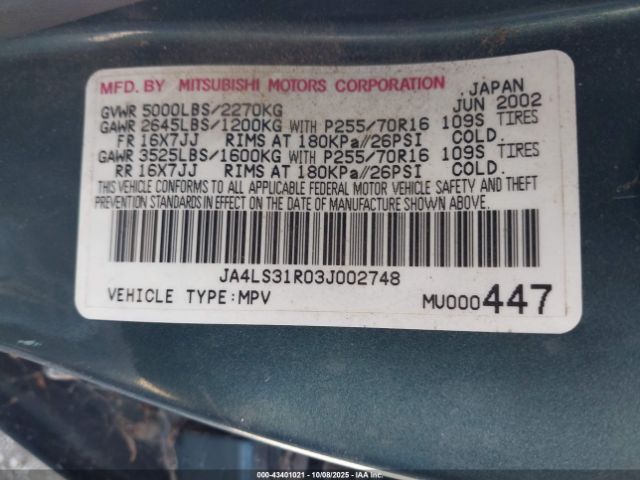 MFD. BY MITSUBISHI MOTORS CORPORATION JAPAN
GVWR 5000LBS/2270KG JUN 2002
GAWR 2645LBS/1200KG WITH P255/70R16 109S TIRES
FR 16X7JJ RIMS AT 180KPa//26PSI COLD.
GAWR 3525LBS/1600KG WITH P255/70R16 109S TIRES
RR 16X7JJ RIMS AT 180KPa//26PSI COLD.
THIS VEHICLE CONFORMS TO ALL APPLICABLE FEDERAL MOTOR VEHICLE SAFETY AND THEFT
PREVENTION STANDARDS IN EFFECT ON THE DATE OF MANUFACTURE SHOWN ABOVE.
JA4LS31R03J002748
VEHICLE TYPE:MPV MU000447
000-43401021 10/08/2025 IAA Inc. All Rights Reserved